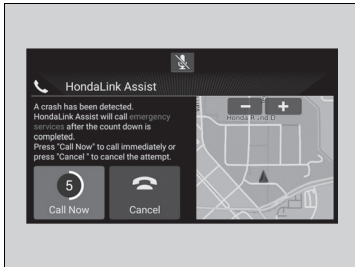 HondaLink Assist
A crash has been detected.
HondaLink Assist will call emergency
services after the count down is
completed.
Press "Call Now" to call immediately or
press "Cancel " to cancel the attempt.
5
Call Now
Cancel
− +
Honda R nd D